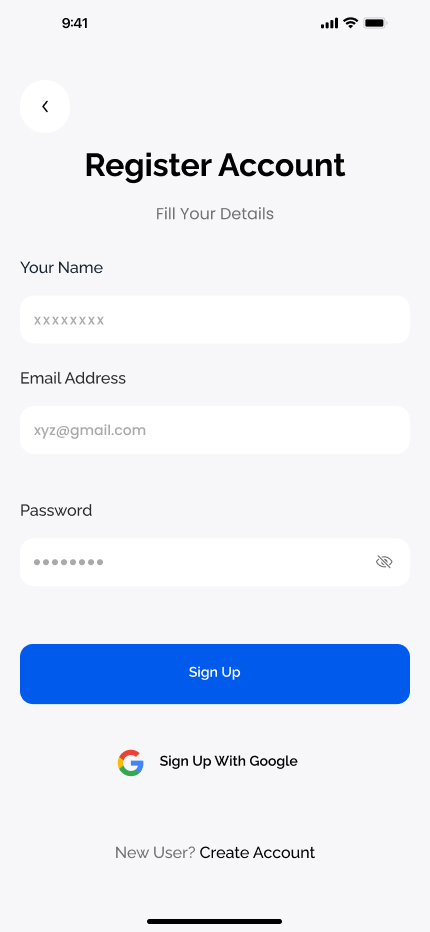 9:41
Register Account
Fill Your Details
Your Name
xxxxxxxx
Email Address
xyz@gmail.com
Password
●●●●●●●●
Sign Up
Sign Up With Google
New User? Create Account